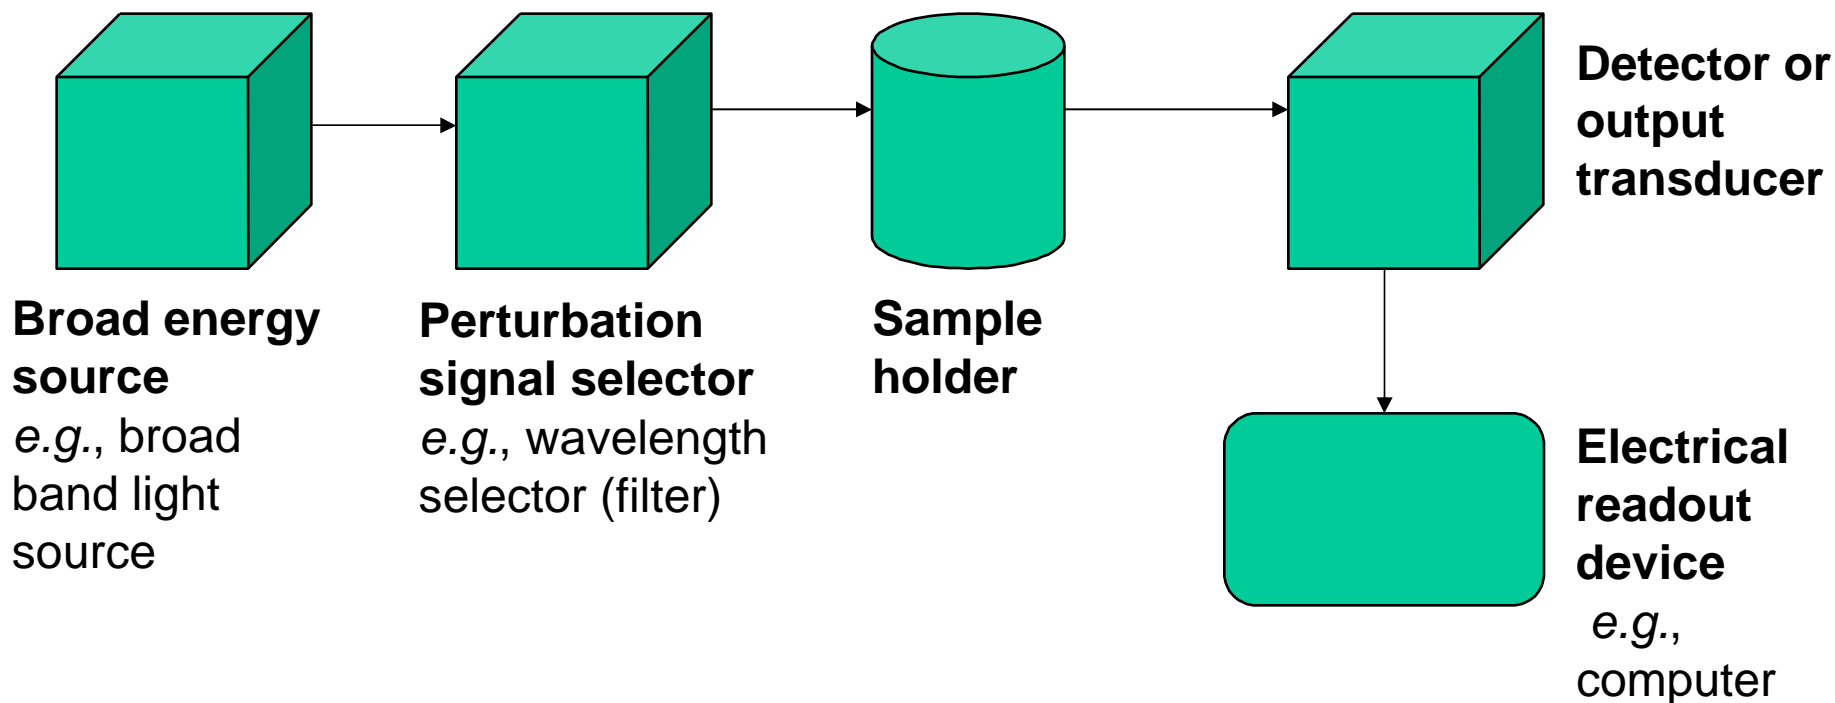 Broad energy
source
e.g., broad
band light
source
Perturbation
signal selector
e.g., wavelength
selector (filter)
Sample
holder
Detector or
output
transducer
Electrical
readout
device
e.g.,
computer